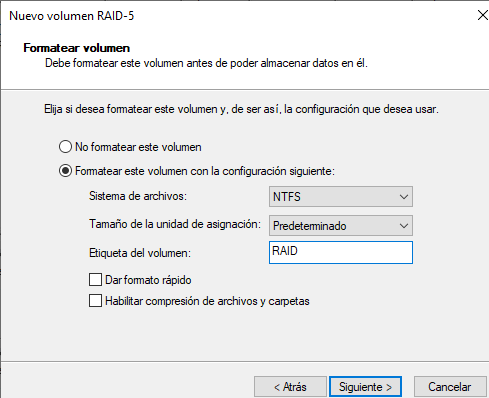 Nuevo volumen RAID-5
Formatear volumen
Debe formatear este volumen antes de poder almacenar datos en él.
Elija si desea formatear este volumen y, de ser así, la configuración que desea usar.
No formatear este volumen
Formatear este volumen con la configuración siguiente:
Sistema de archivos: NTFS
Tamaño de la unidad de asignación: Predeterminado
Etiqueta del volumen: RAID
Dar formato rápido
Habilitar compresión de archivos y carpetas
< Atrás Siguiente > Cancelar